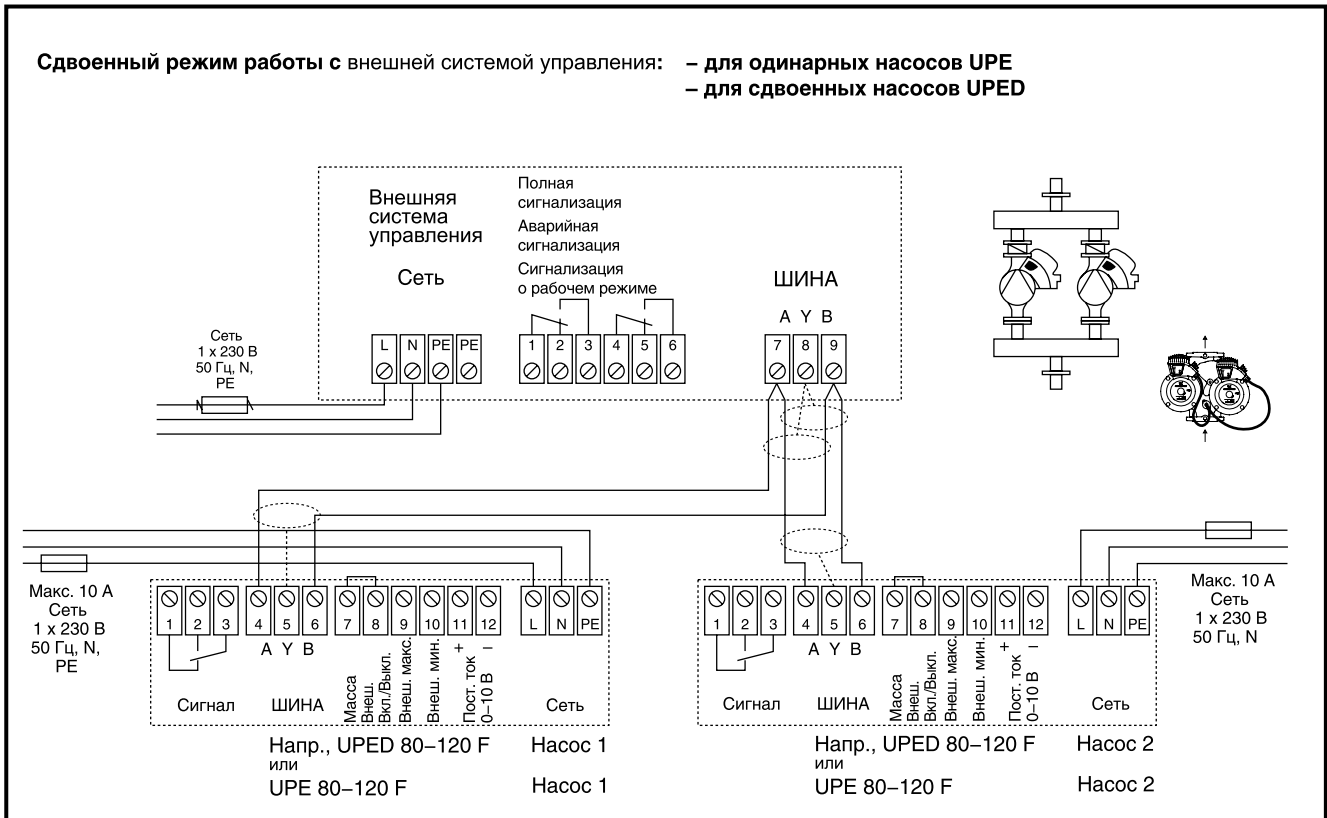 Сдвоенный режим работы с внешней системой управления: – для одинарных насосов UPE
– для сдвоенных насосов UPED
Внешняя
система
управления
Сеть
Полная
сигнализация
Аварийная
сигнализация
Сигнализация
о рабочем режиме
ШИНА
A Y B
L N PE PE
1 2 3 4 5 6
7 8 9
Сеть
1 x 230 В
50 Гц, N,
PE
Макс. 10 А
Сеть
1 x 230 В
50 Гц, N,
PE
1 2 3 4 5 6 7 8 9 10 11 12 L N PE
A Y B
+ –
Сигнал
ШИНА
Масса
Внеш.
Вкл./Выкл.
Внеш. макс.
Внеш. мин.
Пост. ток
0–10 В
Сеть
Напр., UPED 80–120 F Насос 1
или
UPE 80–120 F Насос 1
Макс. 10 А
Сеть
1 x 230 В
50 Гц, N
1 2 3 4 5 6 7 8 9 10 11 12 L N PE
A Y B
+ –
Сигнал
ШИНА
Масса
Внеш.
Вкл./Выкл.
Внеш. макс.
Внеш. мин.
Пост. ток
0–10 В
Сеть
Напр., UPED 80–120 F Насос 2
или
UPE 80–120 F Насос 2